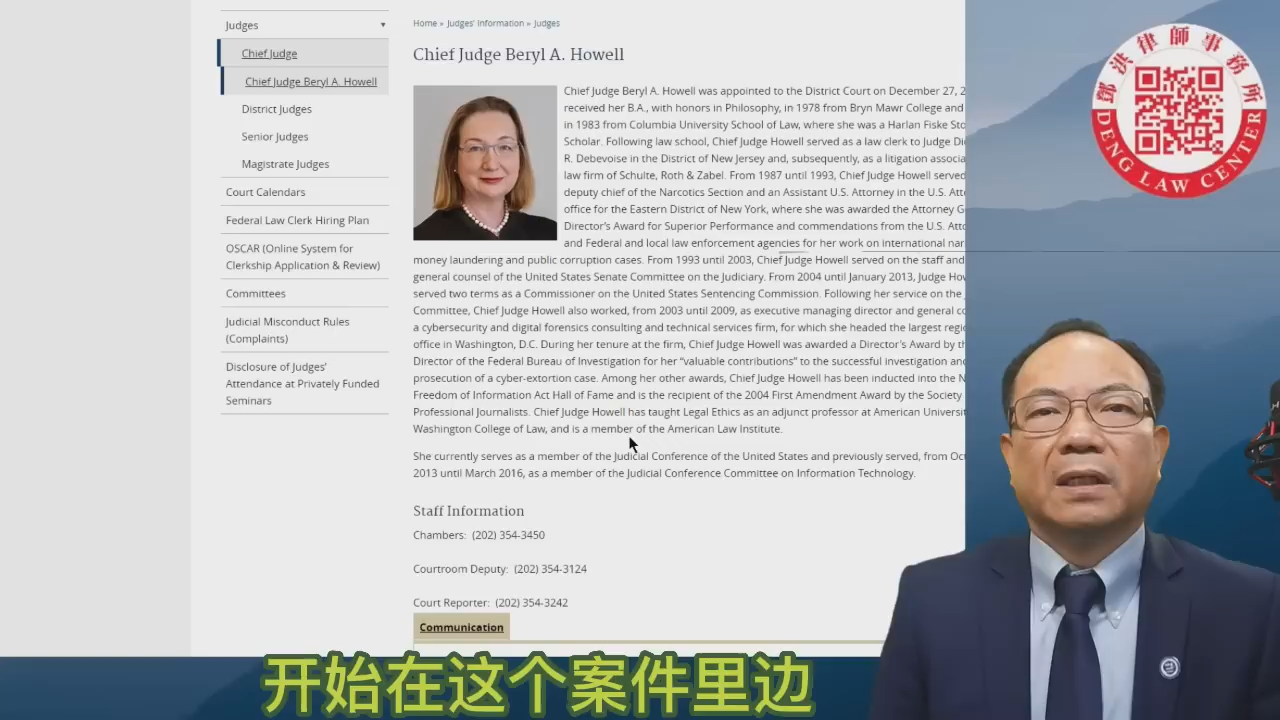 Judges
Chief Judge
Chief Judge Beryl A. Howell
District Judges
Senior Judges
Magistrate Judges
Court Calendars
Federal Law Clerk Hiring Plan
OSCAR (Online System for
Clerkship Application & Review)
Committees
Judicial Misconduct Rules
(Complaints)
Disclosure of Judges'
Attendance at Privately Funded
Seminars
Home » Judges' Information » Judges
Chief Judge Beryl A. Howell
Chief Judge Beryl A. Howell was appointed to the District Court on December 27, 2
received her B.A., with honors in Philosophy, in 1978 from Bryn Mawr College and
in 1983 from Columbia University School of Law, where she was a Harlan Fiske Sto
Scholar. Following law school, Chief Judge Howell served as a law clerk to Judge Di
R. Debevoise in the District of New Jersey and, subsequently, as a litigation associa
law firm of Schulte, Roth & Zabel. From 1987 until 1993, Chief Judge Howell served
deputy chief of the Narcotics Section and an Assistant U.S. Attorney in the U.S. Atto
office for the Eastern District of New York, where she was awarded the Attorney G
Director's Award for Superior Performance and commendations from the U.S. Atto
and Federal and local law enforcement agencies for her work on international nar
money laundering and public corruption cases. From 1993 until 2003, Chief Judge Howell served on the staff and
general counsel of the United States Senate Committee on the Judiciary. From 2004 until January 2013, Judge How
served two terms as a Commissioner on the United States Sentencing Commission. Following her service on the
Committee, Chief Judge Howell also worked, from 2003 until 2009, as executive managing director and general co
a cybersecurity and digital forensics consulting and technical services firm, for which she headed the largest regio
office in Washington, D.C. During her tenure at the firm, Chief Judge Howell was awarded a Director's Award by th
Director of the Federal Bureau of Investigation for her "valuable contributions" to the successful investigation and
prosecution of a cyber-extortion case. Among her other awards, Chief Judge Howell has been inducted into the N
Freedom of Information Act Hall of Fame and is the recipient of the 2004 First Amendment Award by the Society
Professional Journalists. Chief Judge Howell has taught Legal Ethics as an adjunct professor at American Universit
Washington College of Law, and is a member of the American Law Institute.
She currently serves as a member of the Judicial Conference of the United States and previously served, from Oct
2013 until March 2016, as a member of the Judicial Conference Committee on Information Technology.
Staff Information
Chambers: (202) 354-3450
Courtroom Deputy: (202) 354-3124
Court Reporter: (202) 354-3242
Communication
鄧洪律師事務所
DENG LAW CENTER
开始在这个案件里边